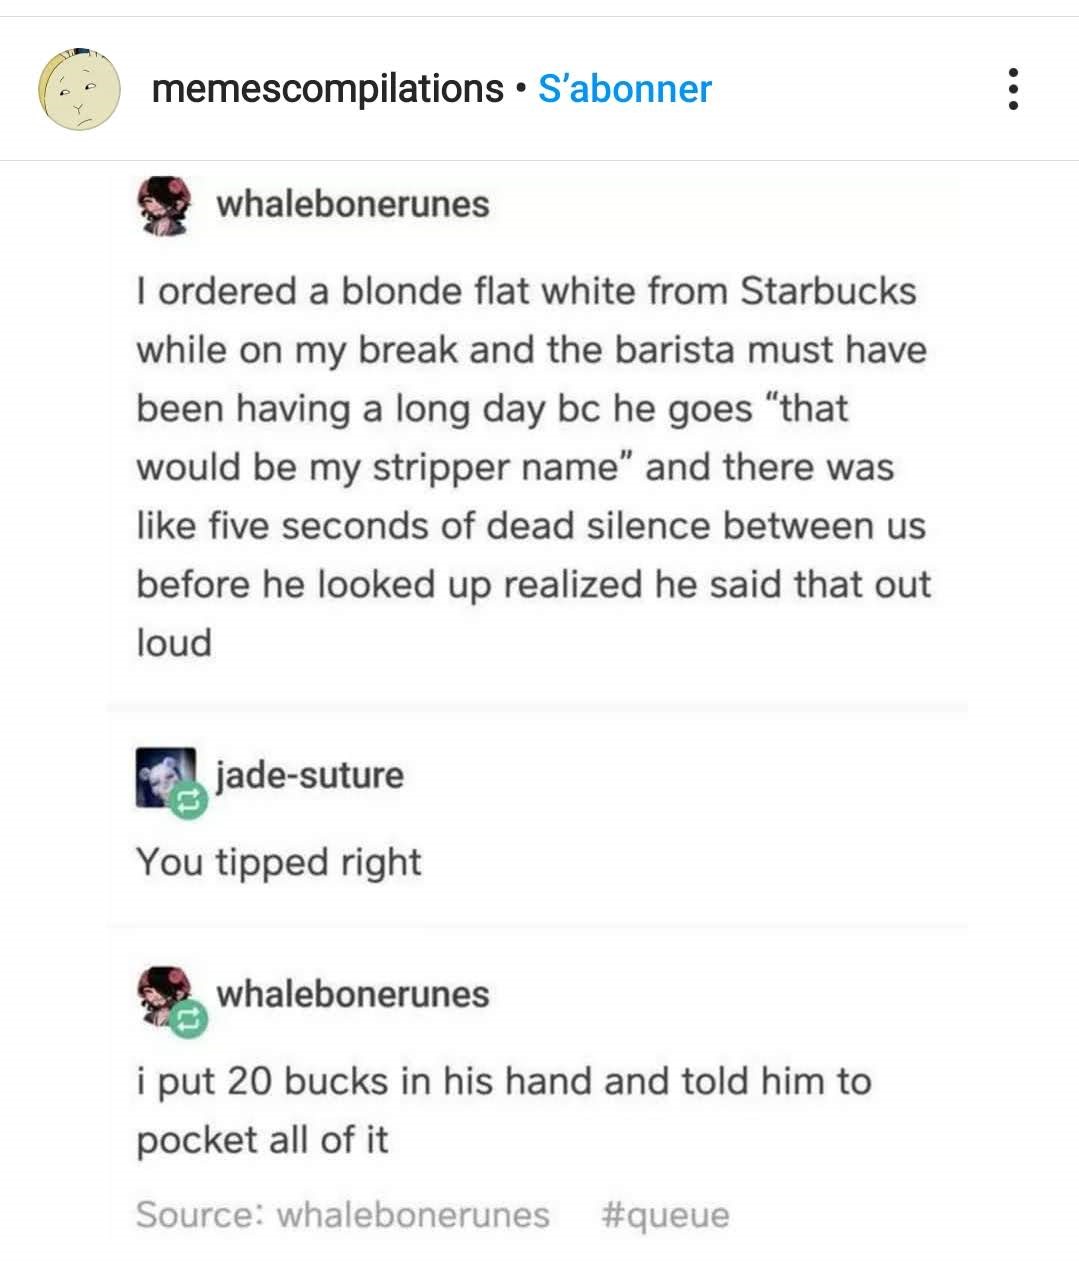 memescompilations • S'abonner
whalebonerunes
I ordered a blonde flat white from Starbucks
while on my break and the barista must have
been having a long day bc he goes “that
would be my stripper name” and there was
like five seconds of dead silence between us
before he looked up realized he said that out
loud
jade-suture
You tipped right
whalebonerunes
i put 20 bucks in his hand and told him to
pocket all of it
Source: whalebonerunes #queue